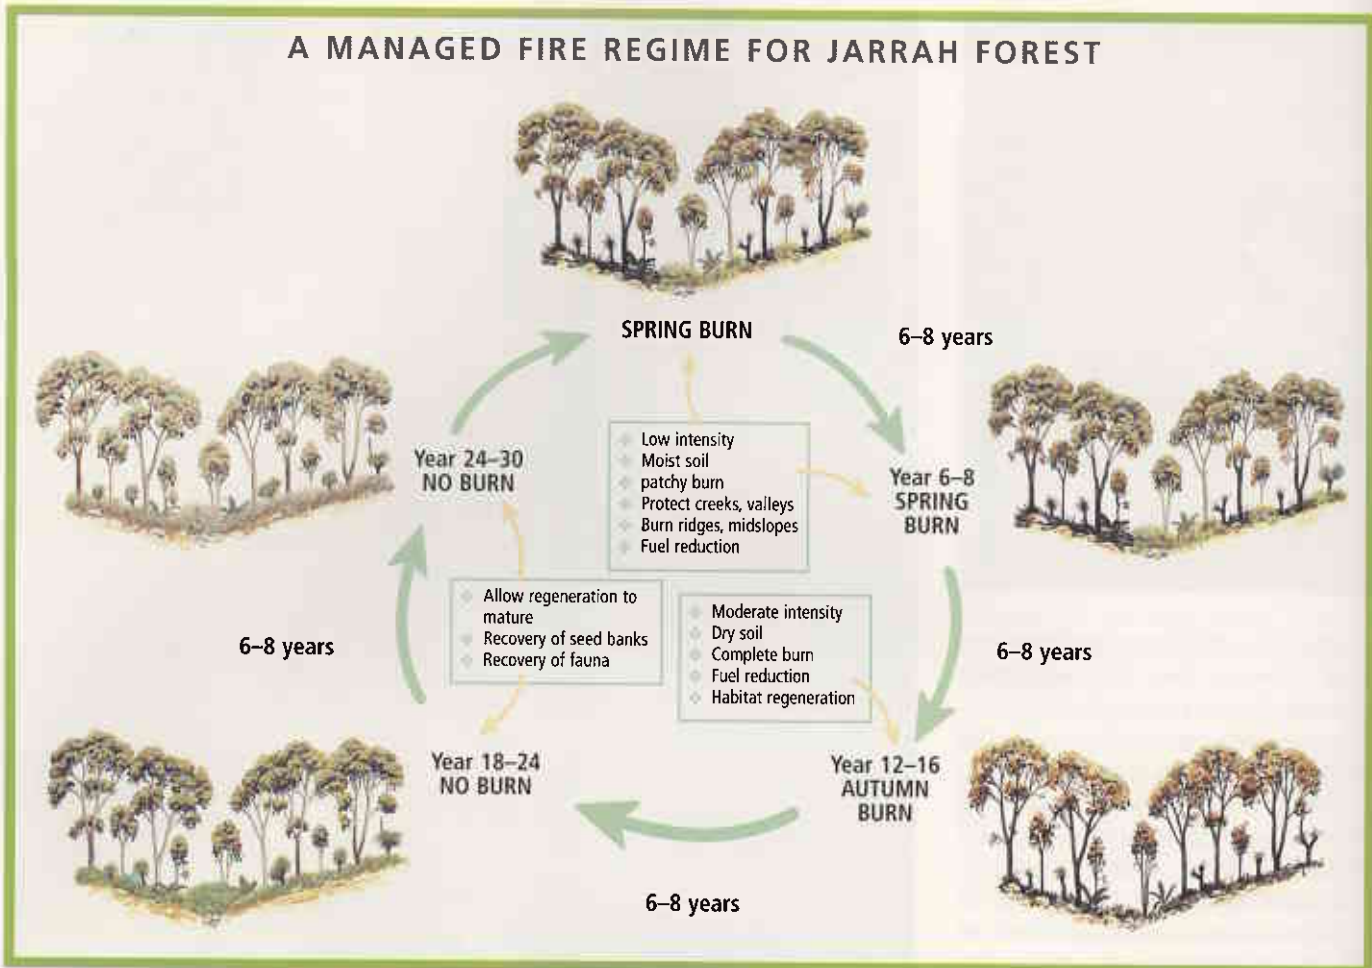 A MANAGED FIRE REGIME FOR JARRAH FOREST
SPRING BURN
6–8 years
Low intensity
Moist soil
patchy burn
Protect creeks, valleys
Burn ridges, midslopes
Fuel reduction
Year 6–8
SPRING
BURN
6–8 years
Moderate intensity
Dry soil
Complete burn
Fuel reduction
Habitat regeneration
Year 12–16
AUTUMN
BURN
6–8 years
Year 18–24
NO BURN
Allow regeneration to
mature
Recovery of seed banks
Recovery of fauna
6–8 years
Year 24–30
NO BURN